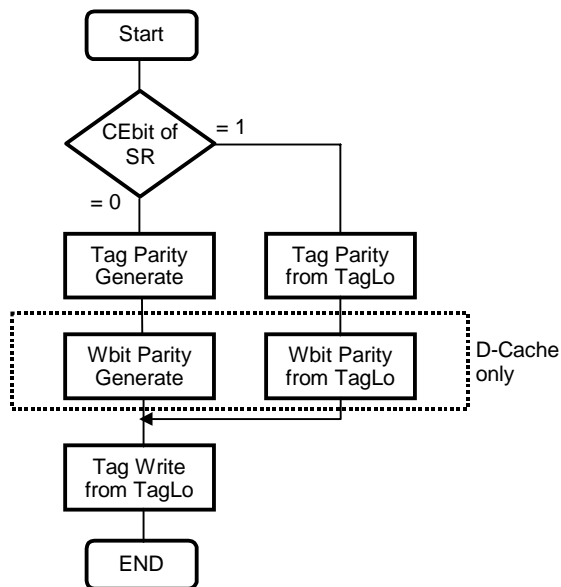 Start
CEbit of
SR
= 1
= 0
Tag Parity
Generate
Tag Parity
from TagLo
Wbit Parity
Generate
Wbit Parity
from TagLo
D-Cache
only
Tag Write
from TagLo
END